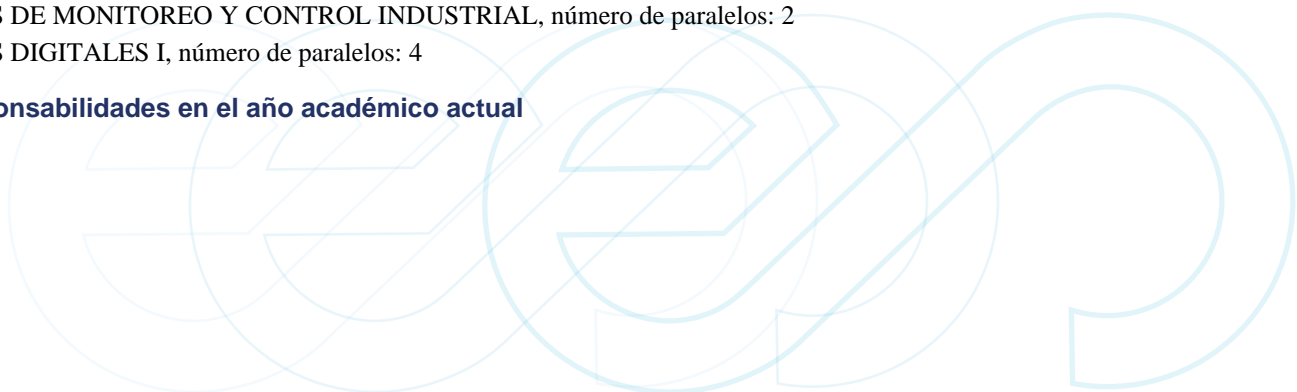 S DE MONITOREO Y CONTROL INDUSTRIAL, número de paralelos: 2
S DIGITALES I, número de paralelos: 4
onsabilidades en el año académico actual